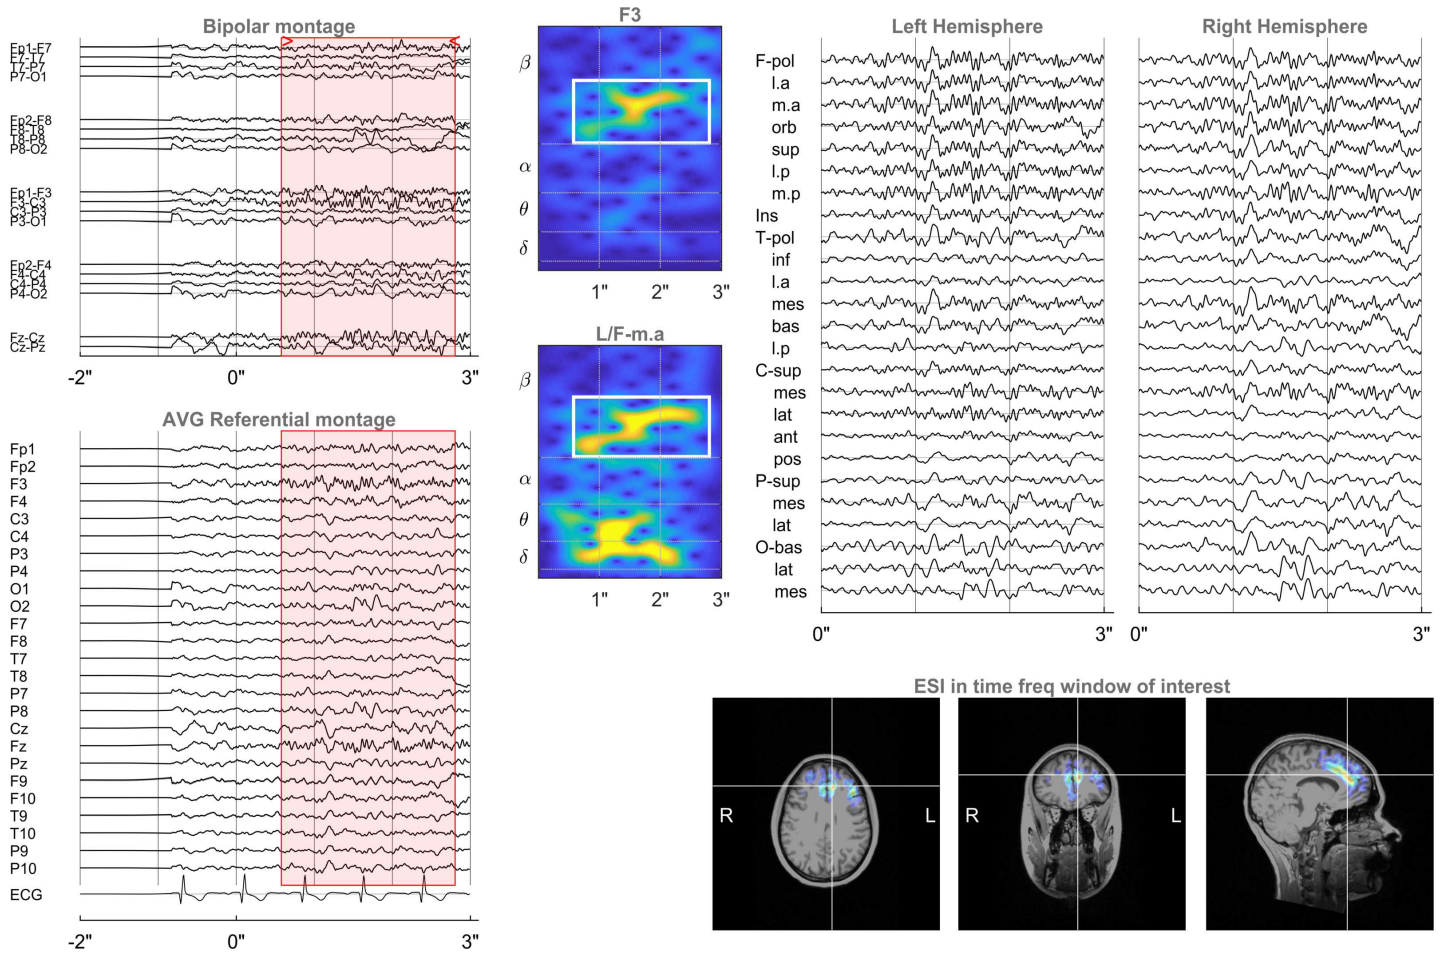 Bipolar montage
Fp1-F7
F7-T7
T7-P7
P7-O1
Fp2-F8
F8-T8
T8-P8
P8-O2
Fp1-F3
F3-C3
C3-P3
P3-O1
Fp2-F4
F4-C4
C4-P4
P4-O2
Fz-Cz
Cz-Pz
-2" 0" 3"
AVG Referential montage
Fp1
Fp2
F3
F4
C3
C4
P3
P4
O1
O2
F7
F8
T7
T8
P7
P8
Cz
Fz
Pz
F9
F10
T9
T10
P9
P10
ECG
-2" 0" 3"
F3
β
α
θ
δ
1" 2" 3"
L/F-m.a
β
α
θ
δ
1" 2" 3"
Left Hemisphere
Right Hemisphere
F-pol
l.a
m.a
orb
sup
l.p
m.p
Ins
T-pol
inf
l.a
mes
bas
l.p
C-sup
mes
lat
ant
pos
P-sup
mes
lat
O-bas
lat
mes
0" 3"
0" 3"
ESI in time freq window of interest
R L
R L